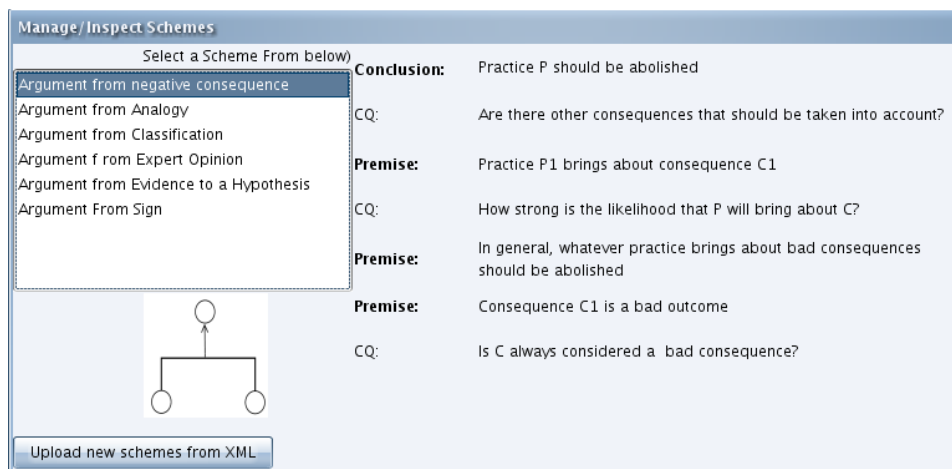 Manage/Inspect Schemes
Select a Scheme From below)
Argument from negative consequence
Argument from Analogy
Argument from Classification
Argument f rom Expert Opinion
Argument from Evidence to a Hypothesis
Argument From Sign
Conclusion: Practice P should be abolished
CQ: Are there other consequences that should be taken into account?
Premise: Practice P1 brings about consequence C1
CQ: How strong is the likelihood that P will bring about C?
Premise: In general, whatever practice brings about bad consequences
should be abolished
Premise: Consequence C1 is a bad outcome
CQ: Is C always considered a bad consequence?
Upload new schemes from XML